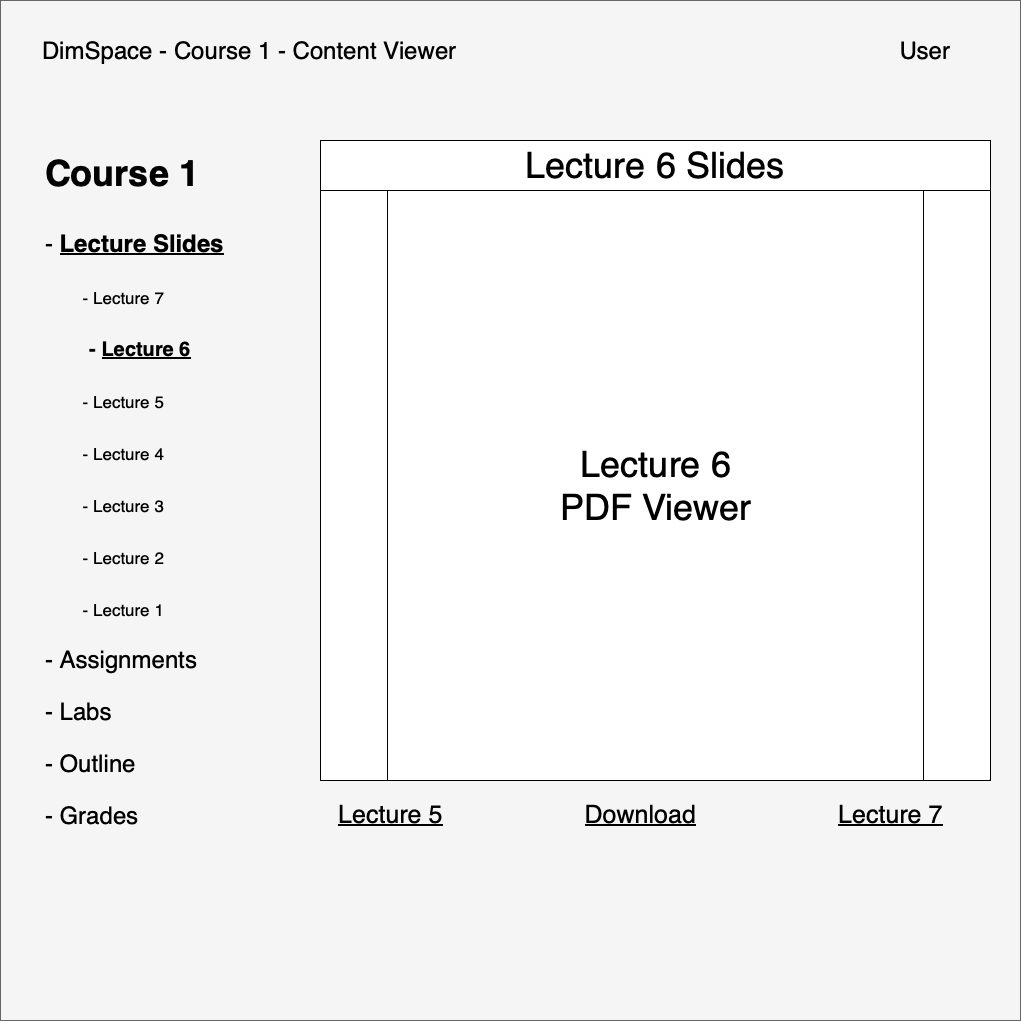 DimSpace - Course 1 - Content Viewer
User
Course 1
- Lecture Slides
- Lecture 7
- Lecture 6
- Lecture 5
- Lecture 4
- Lecture 3
- Lecture 2
- Lecture 1
- Assignments
- Labs
- Outline
- Grades
Lecture 6 Slides
Lecture 6
PDF Viewer
Lecture 5
Download
Lecture 7